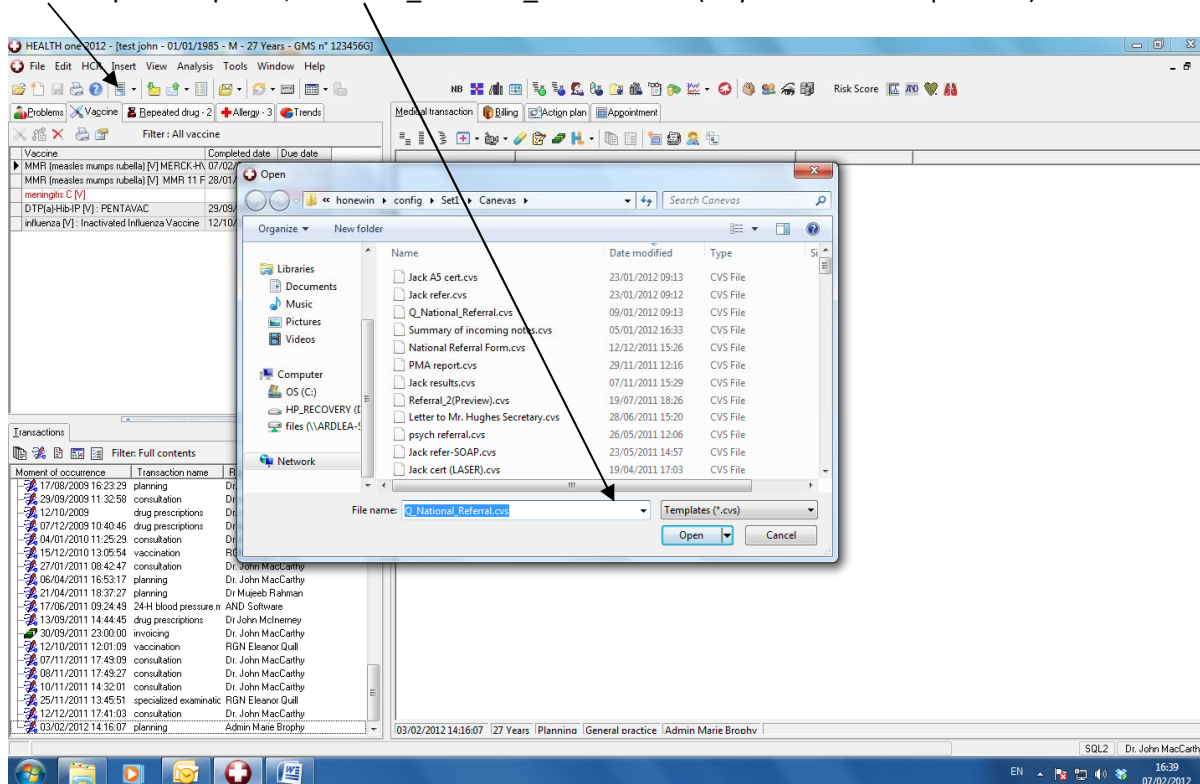 HEALTH one 2012 - [test john - 01/01/1985 - M - 27 Years - GMS n° 123456G]
File Edit HCR Insert View Analysis Tools Window Help
NB Risk Score
Problems Vaccine Repeated drug - 2 Allergy - 3 Trends
Medical transaction Billing Action plan Appointment
Filter : All vaccine
Vaccine Completed date Due date
MMR (measles mumps rubella) [V] MERCK-H\ 07/02/
MMR (measles mumps rubella) [V] MMR 11 F 28/01/
meningitis C [V]
DTP(a)-Hib-IP [V] : PENTAVAC 29/09/
influenza [V] : Inactivated Influenza Vaccine 12/10/
Open
« honewin config Set1 Canevas
Search Canevas
Organize New folder
Libraries
Documents
Music
Pictures
Videos
Computer
OS (C:)
HP_RECOVERY (D
files (\\ARDLEA-S
Network
Name Date modified Type Si
Jack A5 cert.cvs 23/01/2012 09:13 CVS File
Jack refer.cvs 23/01/2012 09:12 CVS File
Q_National_Referral.cvs 09/01/2012 09:13 CVS File
Summary of incoming notes.cvs 05/01/2012 16:33 CVS File
National Referral Form.cvs 12/12/2011 15:26 CVS File
PMA report.cvs 29/11/2011 12:16 CVS File
Jack results.cvs 07/11/2011 15:29 CVS File
Referral_2(Preview).cvs 19/07/2011 18:26 CVS File
Letter to Mr. Hughes Secretary.cvs 28/06/2011 15:20 CVS File
psych referral.cvs 26/05/2011 12:06 CVS File
Jack refer-SOAP.cvs 23/05/2011 14:57 CVS File
Jack cert (LASER).cvs 19/04/2011 17:03 CVS File
File name: Q_National_Referral.cvs Templates (*.cvs)
Open Cancel
Transactions
Filter: Full contents
Moment of occurrence Transaction name R
17/08/2009 16:23:29 planning Dr
29/09/2009 11:32:58 consultation Dr
12/10/2009 drug prescriptions Dr
07/12/2009 10:40:46 drug prescriptions Dr
04/01/2010 11:25:29 consultation Dr
15/12/2010 13:05:54 vaccination RG
27/01/2011 08:42:47 consultation Dr. John MacCarthy
06/04/2011 16:53:17 planning Dr. John MacCarthy
21/04/2011 18:37:27 planning Dr Mujeeb Rahman
17/06/2011 09:24:49 24-H blood pressure m AND Software
13/09/2011 14:44:45 drug prescriptions Dr John McInerney
30/09/2011 23:00:00 invoicing Dr. John MacCarthy
12/10/2011 12:01:09 vaccination RGN Eleanor Quill
07/11/2011 17:49:09 consultation Dr. John MacCarthy
08/11/2011 17:49:27 consultation Dr. John MacCarthy
10/11/2011 14:32:01 consultation Dr. John MacCarthy
25/11/2011 13:45:51 specialized examinatic RGN Eleanor Quill
12/12/2011 17:41:03 consultation Dr. John MacCarthy
03/02/2012 14:16:07 planning Admin Marie Brophy
03/02/2012 14:16:07 27 Years Planning General practice Admin Marie Brophy
SQL2 Dr. John MacCarth
EN 16:39
07/02/2012